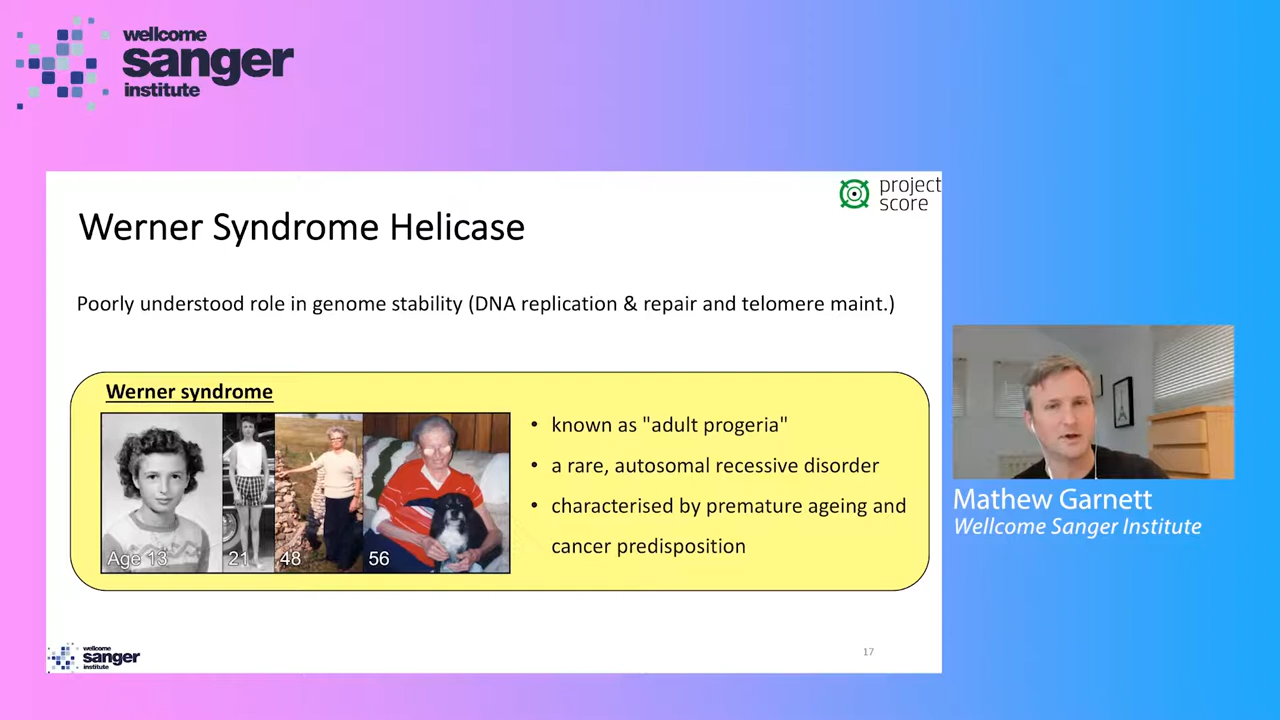 wellcome
sanger
institute
project
score
Werner Syndrome Helicase
Poorly understood role in genome stability (DNA replication & repair and telomere maint.)
Werner syndrome
Age 13
21
48
56
• known as "adult progeria"
• a rare, autosomal recessive disorder
• characterised by premature ageing and
cancer predisposition
Mathew Garnett
Wellcome Sanger Institute
wellcome
sanger
institute
17